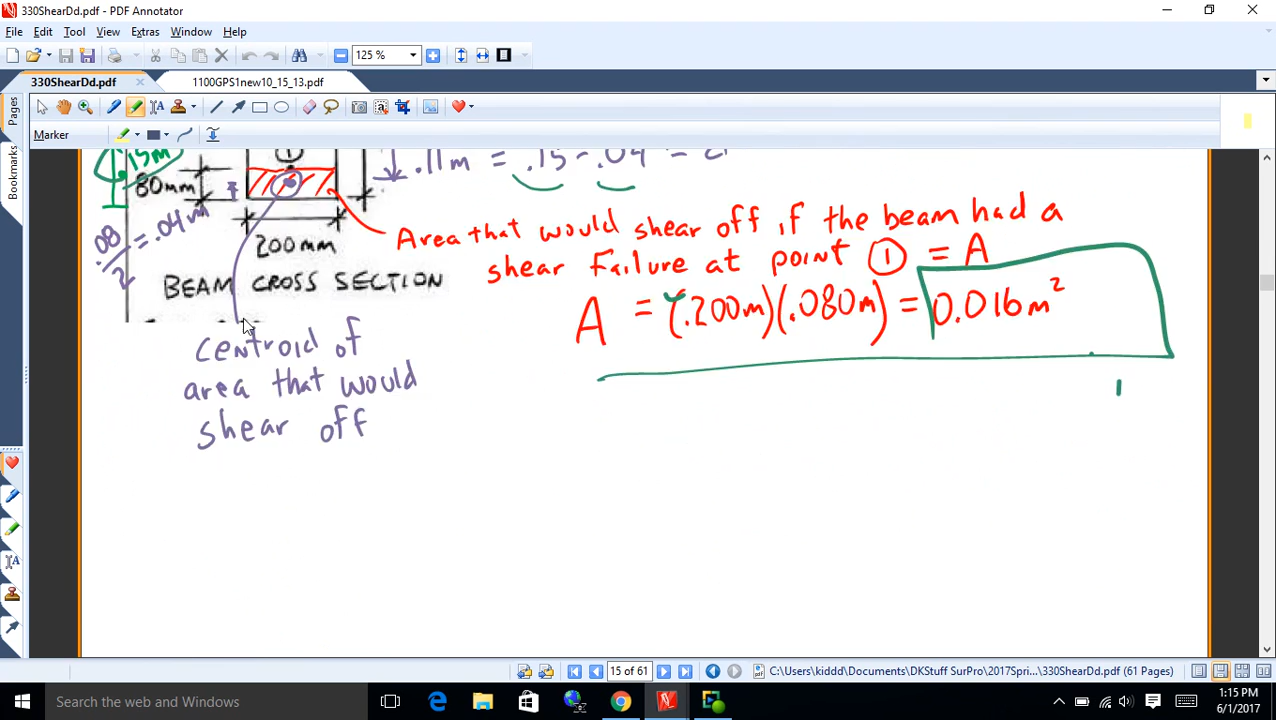 330ShearDd.pdf - PDF Annotator
File Edit Tool View Extras Window Help
125 %
330ShearDd.pdf
1100GPS1new10_15_13.pdf
Pages
Marker
Bookmarks
.15m
1
.11m = .15 - .04 =
80mm
.08/2 = .04m
200mm
BEAM CROSS SECTION
Area that would shear off if the beam had a
shear Failure at point 1 = A
A = (.200m)(.080m) = 0.016m²
centroid of
area that would
shear off
15 of 61
C:\Users\kiddd\Documents\DKStuff SurPro\2017Spri...\330ShearDd.pdf (61 Pages)
Search the web and Windows
1:15 PM
6/1/2017